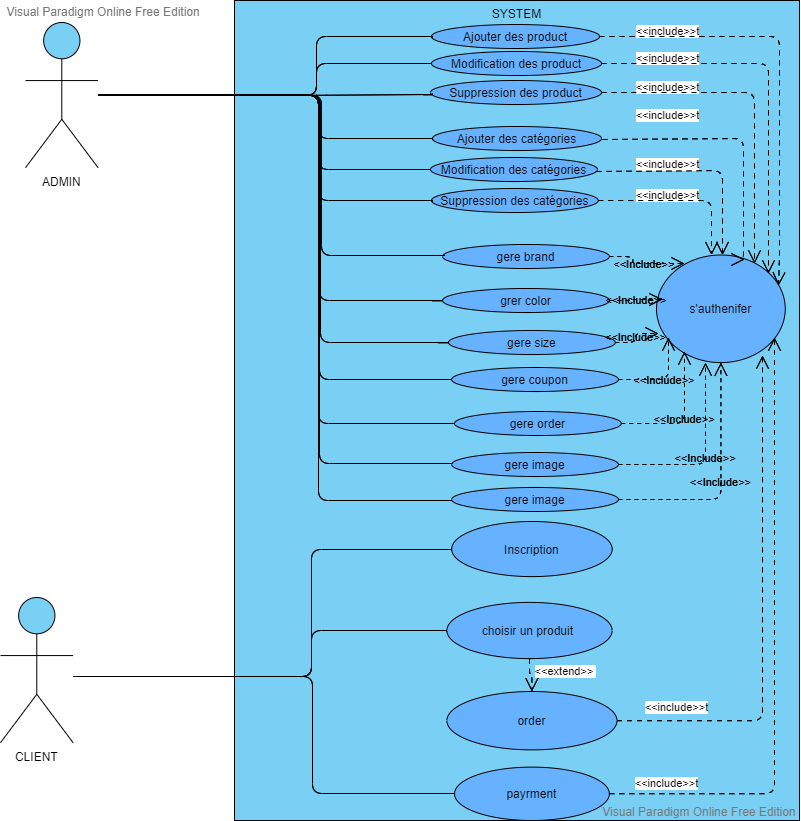 Visual Paradigm Online Free Edition
SYSTEM
Ajouter des product
<<include>>t
Modification des product
<<include>>t
Suppression des product
<<include>>t
<<include>>t
Ajouter des catégories
Modification des catégories
<<include>>t
Suppression des catégories
<<include>>t
ADMIN
gere brand
<<Include>>
grer color
<<Include>>
s'authenifer
gere size
<<Include>>
gere coupon
<<Include>>
gere order
<<Include>>
gere image
<<Include>>
gere image
<<Include>>
Inscription
choisir un produit
<<extend>>
order
<<include>>t
CLIENT
payrment
<<include>>t
Visual Paradigm Online Free Edition